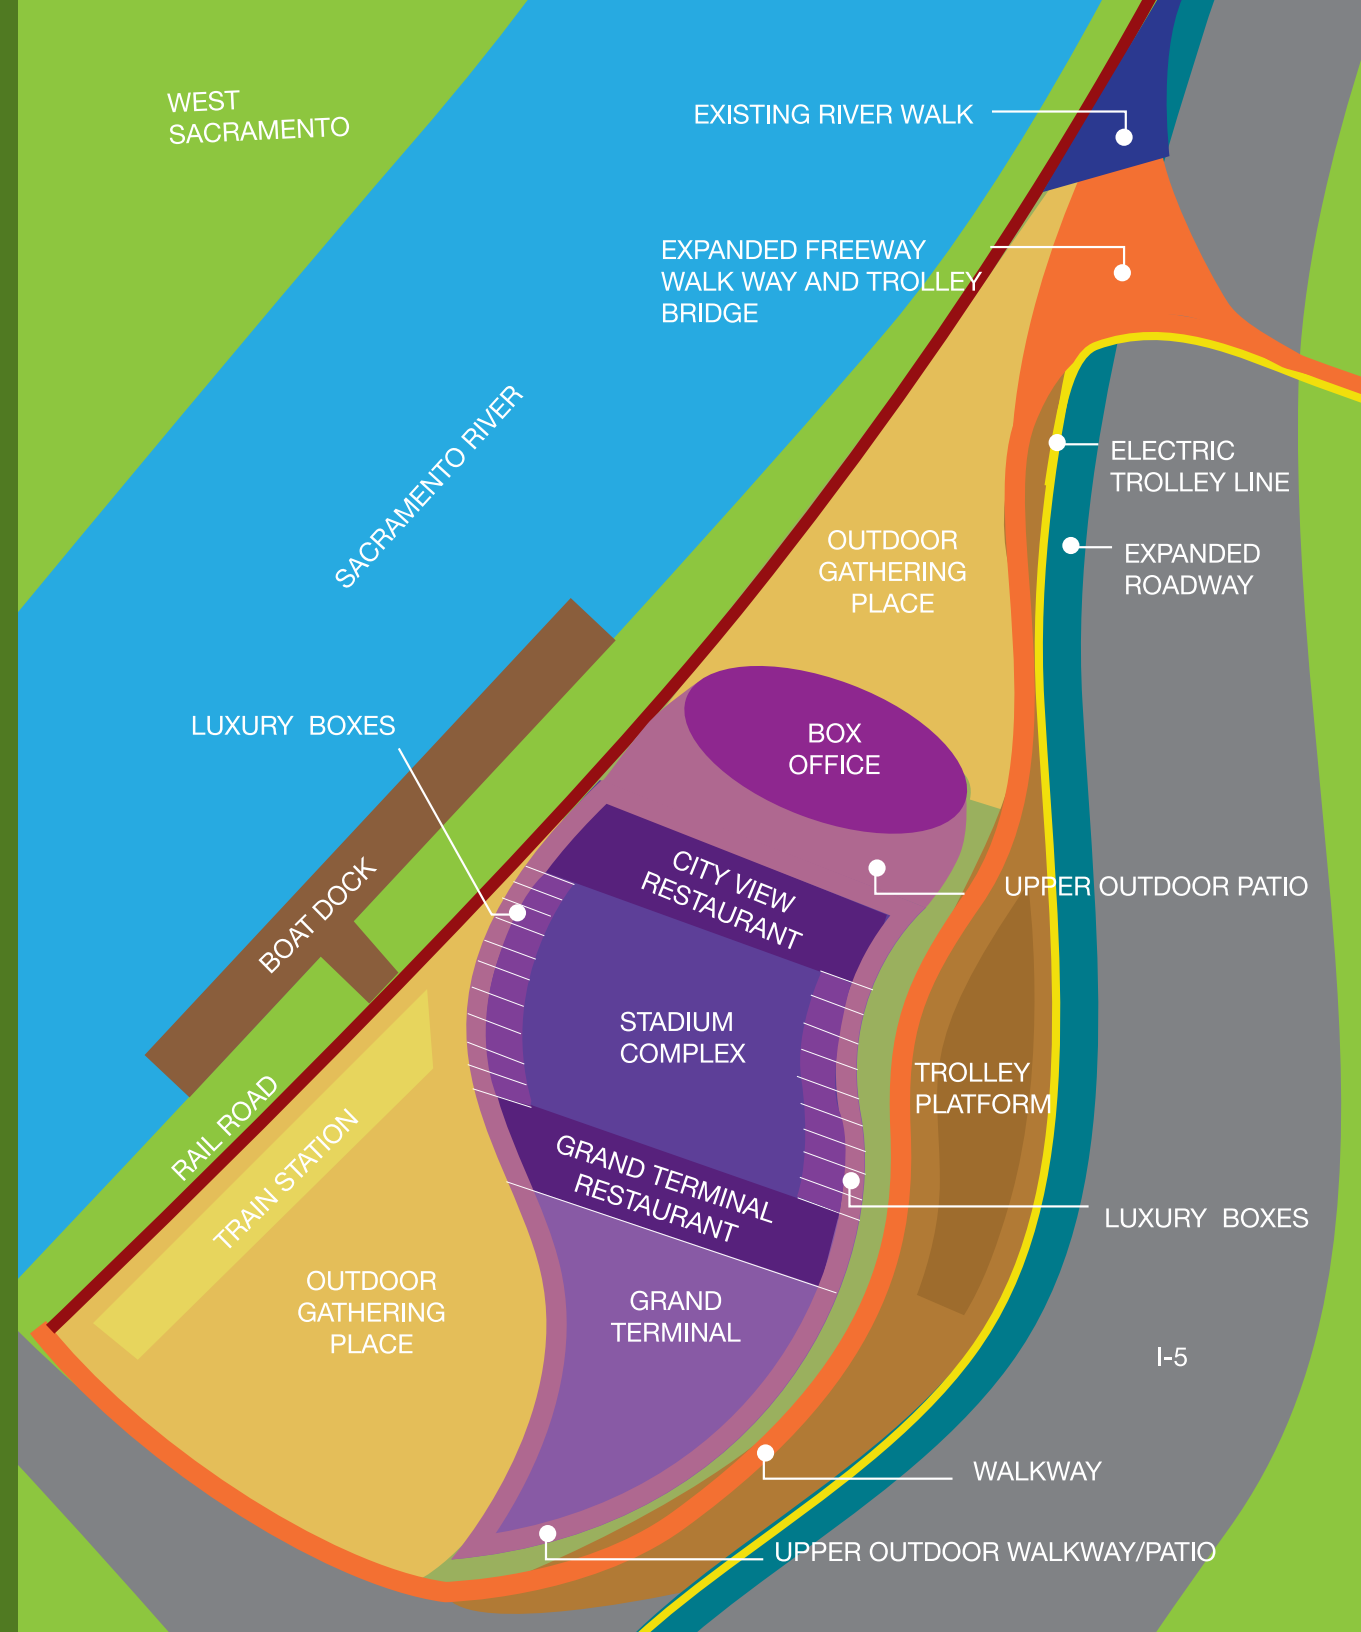 WEST
SACRAMENTO
EXISTING RIVER WALK
EXPANDED FREEWAY
WALK WAY AND TROLLEY
BRIDGE
SACRAMENTO RIVER
ELECTRIC
TROLLEY LINE
OUTDOOR
GATHERING
PLACE
EXPANDED
ROADWAY
LUXURY BOXES
BOX
OFFICE
CITY VIEW
RESTAURANT
UPPER OUTDOOR PATIO
BOAT DOCK
STADIUM
COMPLEX
TROLLEY
PLATFORM
RAIL ROAD
TRAIN STATION
GRAND TERMINAL
RESTAURANT
LUXURY BOXES
OUTDOOR
GATHERING
PLACE
GRAND
TERMINAL
I-5
WALKWAY
UPPER OUTDOOR WALKWAY/PATIO